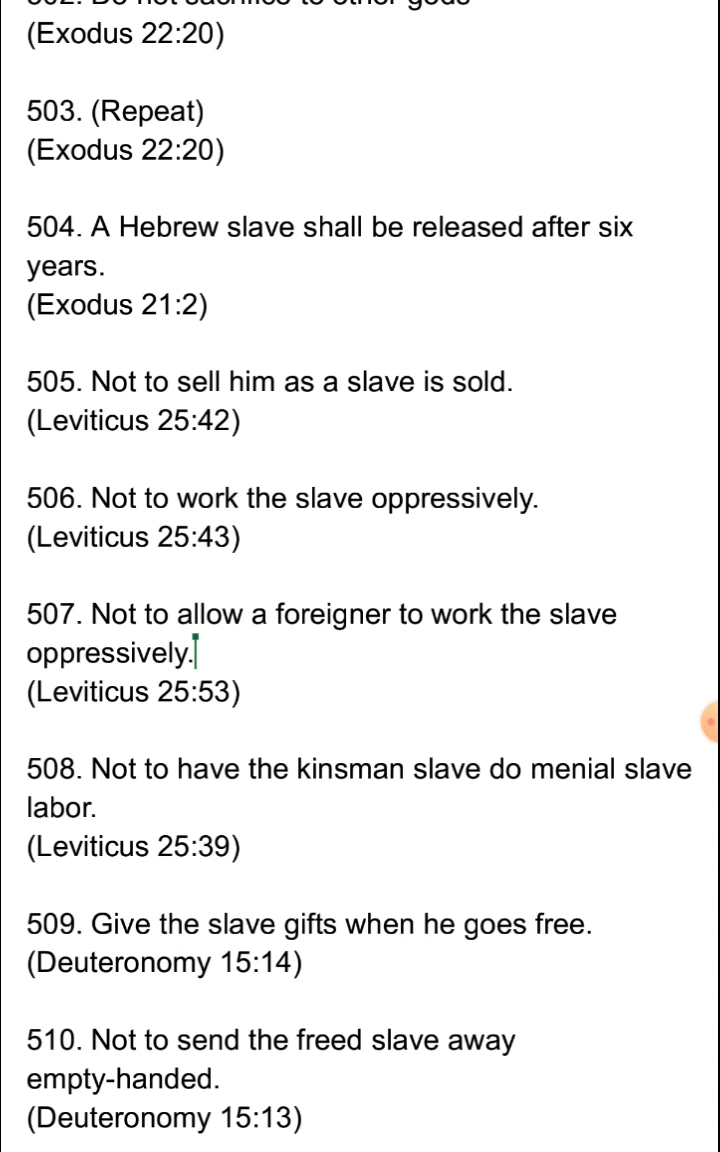 (Exodus 22:20)
503. (Repeat)
(Exodus 22:20)
504. A Hebrew slave shall be released after six
years.
(Exodus 21:2)
505. Not to sell him as a slave is sold.
(Leviticus 25:42)
506. Not to work the slave oppressively.
(Leviticus 25:43)
507. Not to allow a foreigner to work the slave
oppressively.
(Leviticus 25:53)
508. Not to have the kinsman slave do menial slave
labor.
(Leviticus 25:39)
509. Give the slave gifts when he goes free.
(Deuteronomy 15:14)
510. Not to send the freed slave away
empty-handed.
(Deuteronomy 15:13)